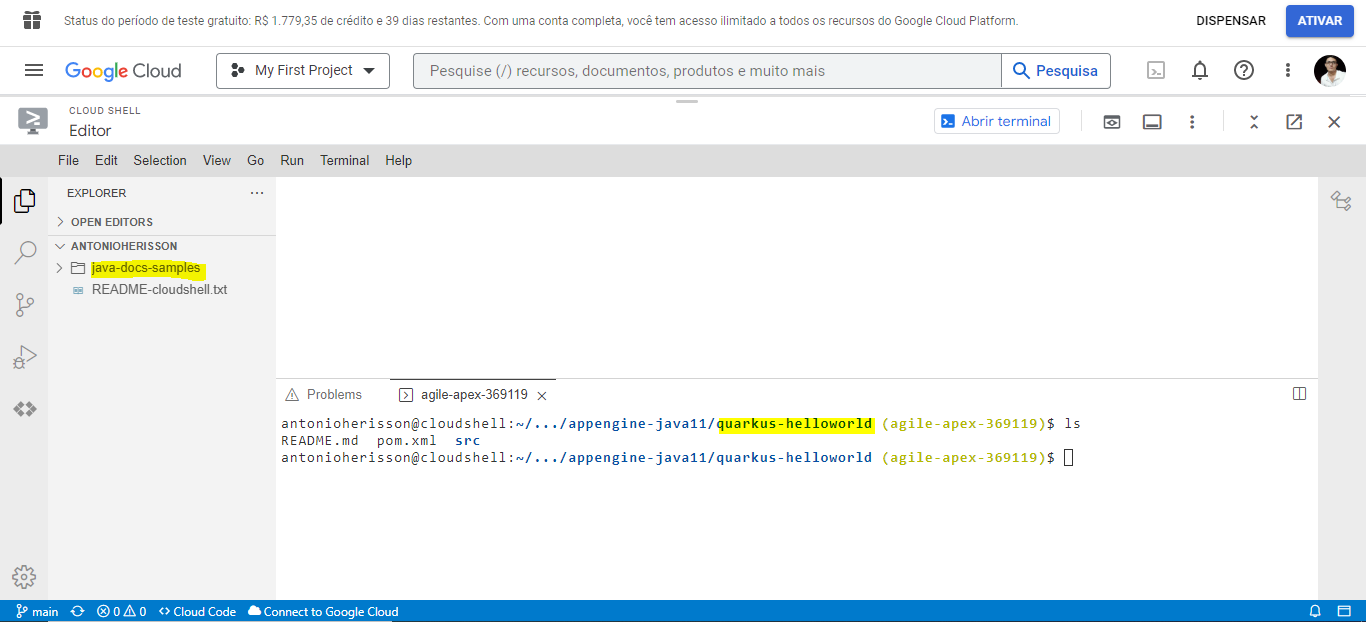 Status do período de teste gratuito: R$ 1.779,35 de crédito e 39 dias restantes. Com uma conta completa, você tem acesso ilimitado a todos os recursos do Google Cloud Platform.
DISPENSAR
ATIVAR
Google Cloud
My First Project
Pesquise (/) recursos, documentos, produtos e muito mais
Pesquisa
CLOUD SHELL
Editor
Abrir terminal
File Edit Selection View Go Run Terminal Help
EXPLORER
OPEN EDITORS
ANTONIOHERISSON
java-docs-samples
README-cloudshell.txt
Problems
agile-apex-369119
antonioherisson@cloudshell:~/.../appengine-java11/quarkus-helloworld (agile-apex-369119)$ ls
README.md pom.xml src
antonioherisson@cloudshell:~/.../appengine-java11/quarkus-helloworld (agile-apex-369119)$
main 0 0 <> Cloud Code Connect to Google Cloud